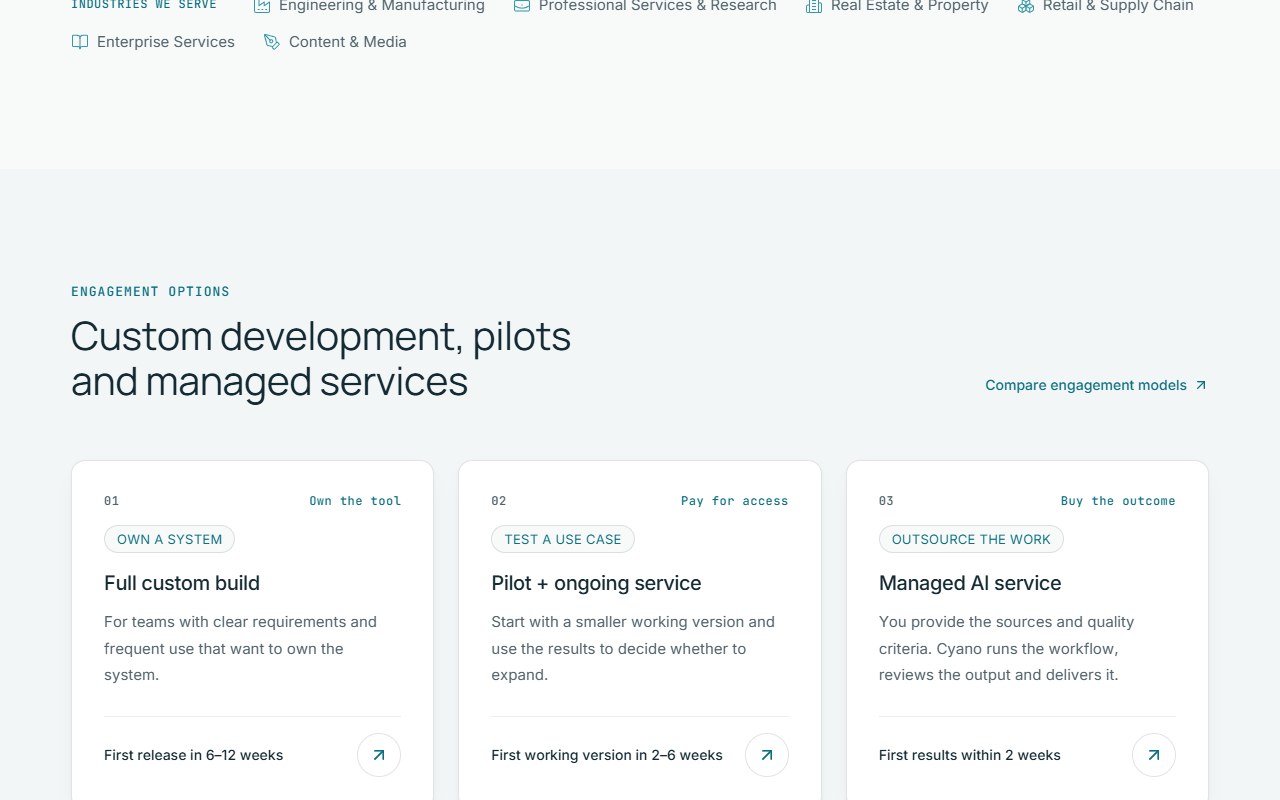 INDUSTRIES WE SERVE
Engineering & Manufacturing
Professional Services & Research
Real Estate & Property
Retail & Supply Chain
Enterprise Services
Content & Media
ENGAGEMENT OPTIONS
Custom development, pilots
and managed services
Compare engagement models
01
Own the tool
OWN A SYSTEM
Full custom build
For teams with clear requirements and
frequent use that want to own the
system.
First release in 6–12 weeks
02
Pay for access
TEST A USE CASE
Pilot + ongoing service
Start with a smaller working version and
use the results to decide whether to
expand.
First working version in 2–6 weeks
03
Buy the outcome
OUTSOURCE THE WORK
Managed AI service
You provide the sources and quality
criteria. Cyano runs the workflow,
reviews the output and delivers it.
First results within 2 weeks